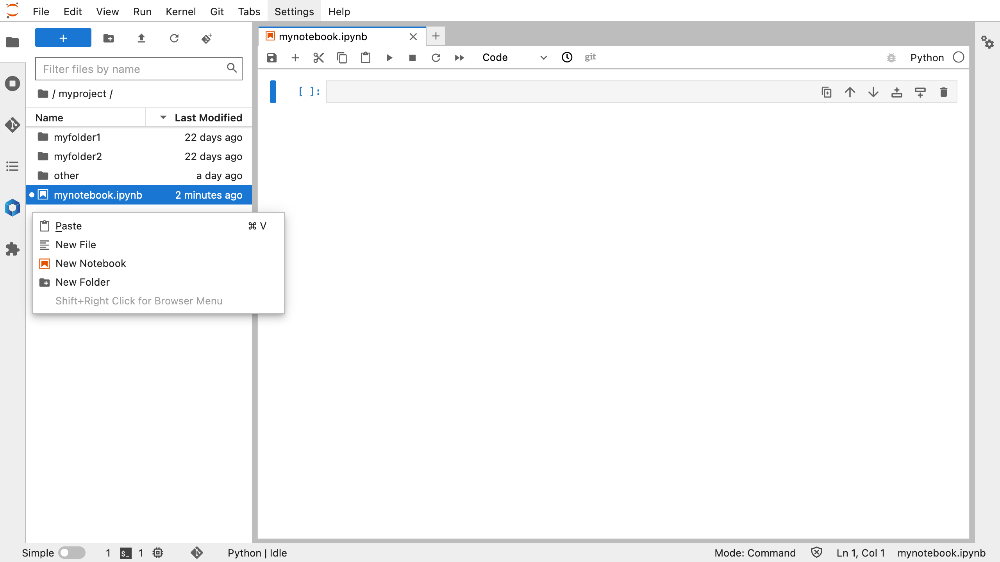 File Edit View Run Kernel Git Tabs Settings Help
mynotebook.ipynb
Code git Python
Filter files by name
/ myproject /
[ ]:
Name Last Modified
myfolder1 22 days ago
myfolder2 22 days ago
other a day ago
mynotebook.ipynb 2 minutes ago
Paste ⌘ V
New File
New Notebook
New Folder
Shift+Right Click for Browser Menu
Simple 1 $_ 1 Python | Idle Mode: Command Ln 1, Col 1 mynotebook.ipynb